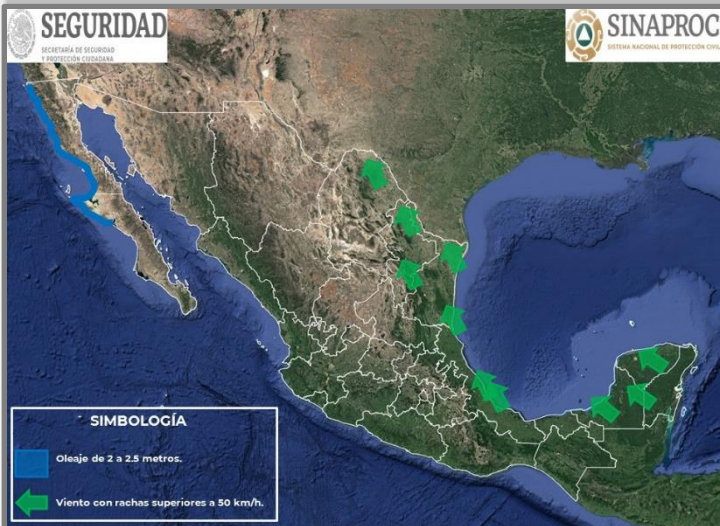 SEGURIDAD
SECRETARÍA DE SEGURIDAD
Y PROTECCIÓN CIUDADANA
SINAPROC
SISTEMA NACIONAL DE PROTECCIÓN CIVIL
SIMBOLOGÍA
Oleaje de 2 a 2.5 metros.
Viento con rachas superiores a 50 km/h.